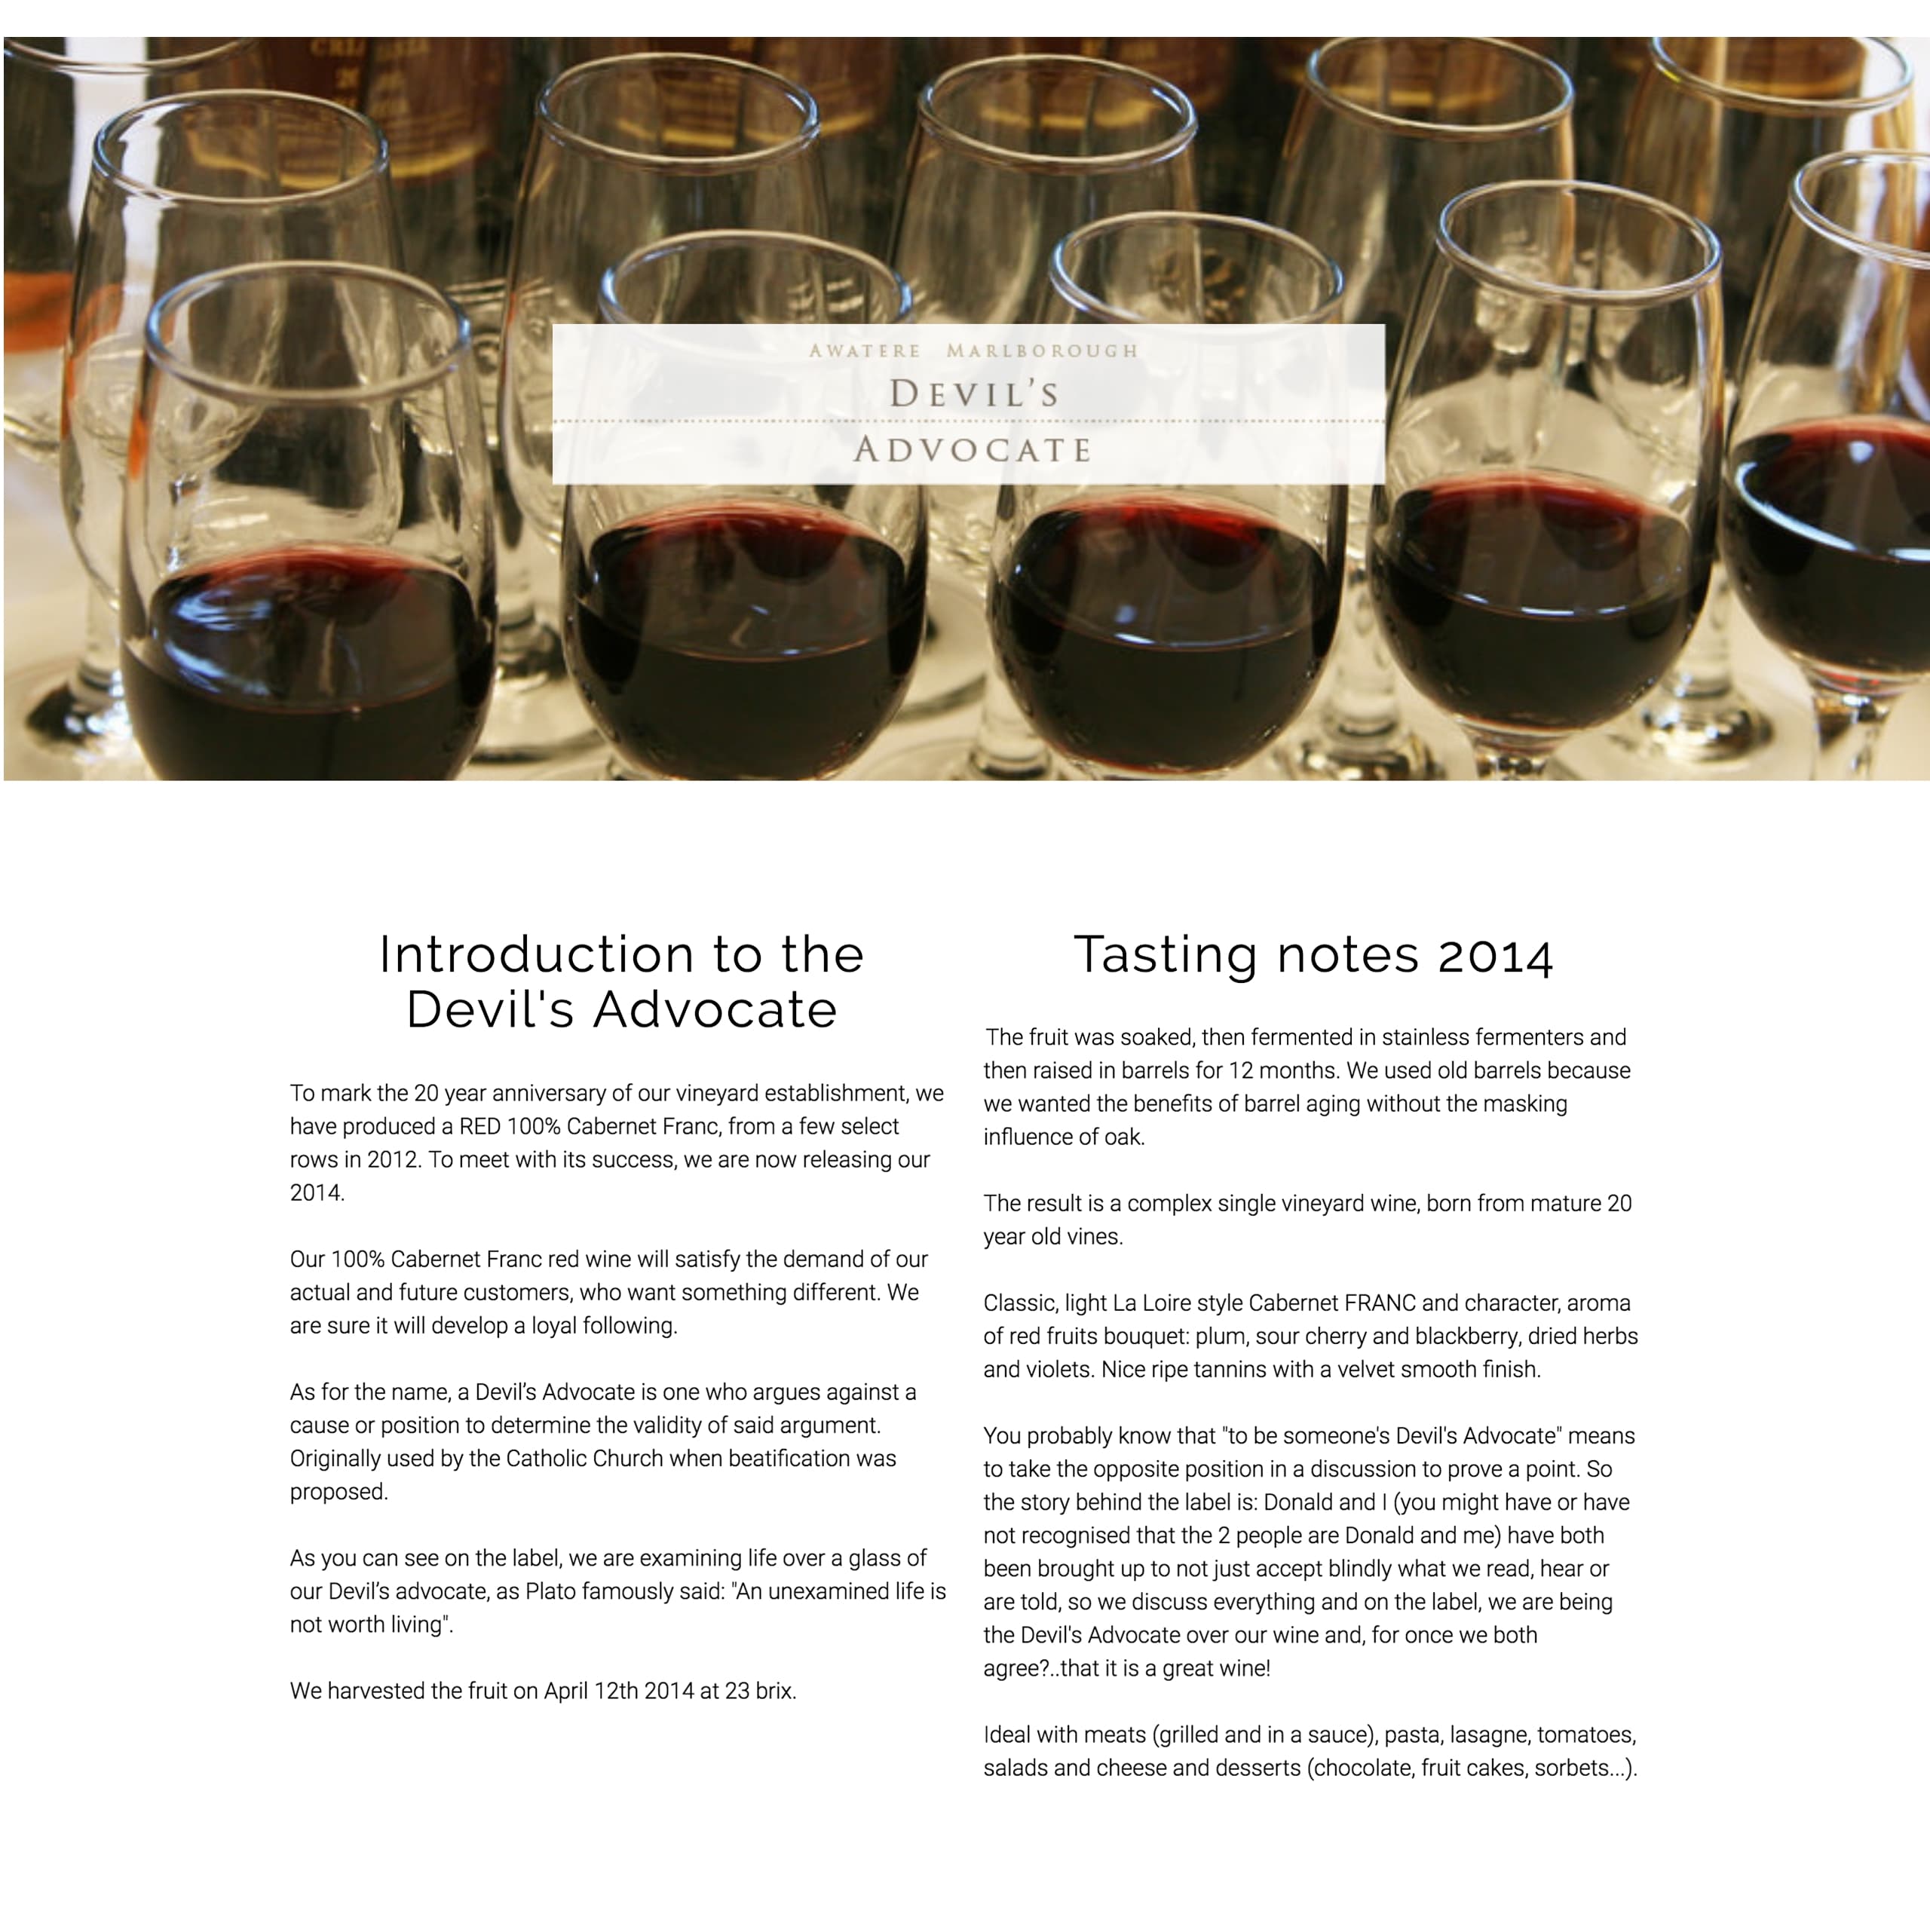 AWATERE MARLBOROUGH
DEVIL'S
ADVOCATE
Introduction to the
Devil's Advocate
To mark the 20 year anniversary of our vineyard establishment, we
have produced a RED 100% Cabernet Franc, from a few select
rows in 2012. To meet with its success, we are now releasing our
2014.
Our 100% Cabernet Franc red wine will satisfy the demand of our
actual and future customers, who want something different. We
are sure it will develop a loyal following.
As for the name, a Devil’s Advocate is one who argues against a
cause or position to determine the validity of said argument.
Originally used by the Catholic Church when beatification was
proposed.
As you can see on the label, we are examining life over a glass of
our Devil’s advocate, as Plato famously said: "An unexamined life is
not worth living".
We harvested the fruit on April 12th 2014 at 23 brix.
Tasting notes 2014
The fruit was soaked, then fermented in stainless fermenters and
then raised in barrels for 12 months. We used old barrels because
we wanted the benefits of barrel aging without the masking
influence of oak.
The result is a complex single vineyard wine, born from mature 20
year old vines.
Classic, light La Loire style Cabernet FRANC and character, aroma
of red fruits bouquet: plum, sour cherry and blackberry, dried herbs
and violets. Nice ripe tannins with a velvet smooth finish.
You probably know that "to be someone's Devil's Advocate" means
to take the opposite position in a discussion to prove a point. So
the story behind the label is: Donald and I (you might have or have
not recognised that the 2 people are Donald and me) have both
been brought up to not just accept blindly what we read, hear or
are told, so we discuss everything and on the label, we are being
the Devil's Advocate over our wine and, for once we both
agree?..that it is a great wine!
Ideal with meats (grilled and in a sauce), pasta, lasagne, tomatoes,
salads and cheese and desserts (chocolate, fruit cakes, sorbets...).